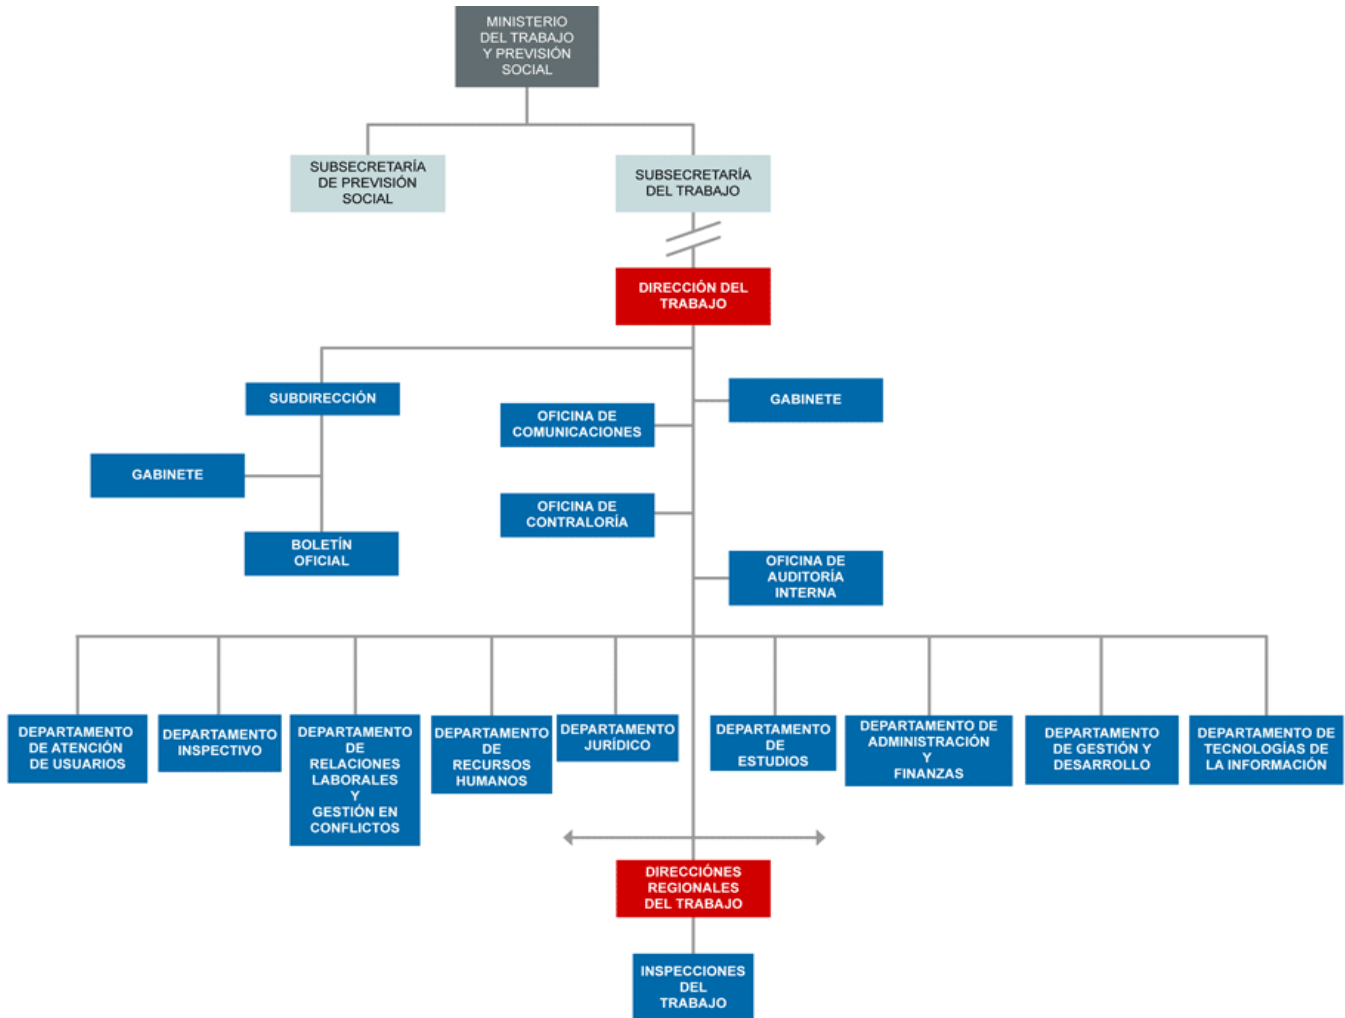 MINISTERIO
DEL TRABAJO
Y PREVISIÓN
SOCIAL
SUBSECRETARÍA
DE PREVISIÓN
SOCIAL
SUBSECRETARÍA
DEL TRABAJO
DIRECCIÓN DEL
TRABAJO
SUBDIRECCIÓN
GABINETE
OFICINA DE
COMUNICACIONES
GABINETE
OFICINA DE
CONTRALORÍA
BOLETÍN
OFICIAL
OFICINA DE
AUDITORÍA
INTERNA
DEPARTAMENTO
DE ATENCIÓN
DE USUARIOS
DEPARTAMENTO
INSPECTIVO
DEPARTAMENTO
DE
RELACIONES
LABORALES
Y
GESTIÓN EN
CONFLICTOS
DEPARTAMENTO
DE
RECURSOS
HUMANOS
DEPARTAMENTO
JURÍDICO
DEPARTAMENTO
DE
ESTUDIOS
DEPARTAMENTO DE
ADMINISTRACIÓN
Y
FINANZAS
DEPARTAMENTO
DE GESTIÓN Y
DESARROLLO
DEPARTAMENTO DE
TECNOLOGÍAS DE
LA INFORMACIÓN
DIRECCIÓNES
REGIONALES
DEL TRABAJO
INSPECCIONES
DEL
TRABAJO